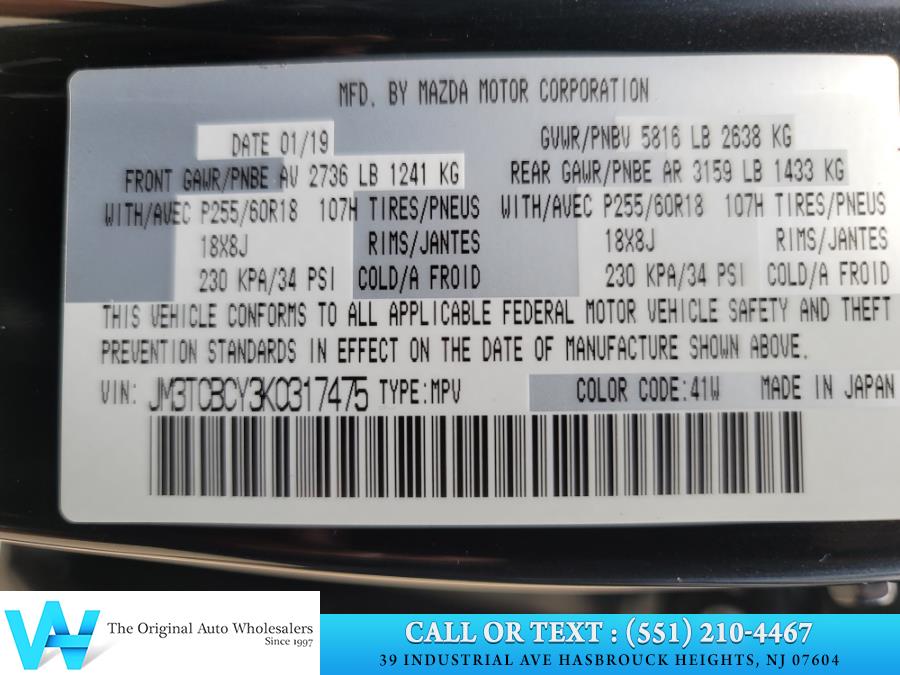 MFD. BY MAZDA MOTOR CORPORATION
DATE 01/19 GVWR/PNBV 5816 LB 2638 KG
FRONT GAWR/PNBE AV 2736 LB 1241 KG REAR GAWR/PNBE AR 3159 LB 1433 KG
WITH/AVEC P255/60R18 107H TIRES/PNEUS WITH/AVEC P255/60R18 107H TIRES/PNEUS
18X8J RIMS/JANTES 18X8J RIMS/JANTES
230 KPA/34 PSI COLD/A FROID 230 KPA/34 PSI COLD/A FROID
THIS VEHICLE CONFORMS TO ALL APPLICABLE FEDERAL MOTOR VEHICLE SAFETY AND THEFT
PREVENTION STANDARDS IN EFFECT ON THE DATE OF MANUFACTURE SHOWN ABOVE.
VIN: JM3TCBCY3K0317475 TYPE:MPV COLOR CODE:41W MADE IN JAPAN
The Original Auto Wholesalers
Since 1997
CALL OR TEXT : (551) 210-4467
39 INDUSTRIAL AVE HASBROUCK HEIGHTS, NJ 07604